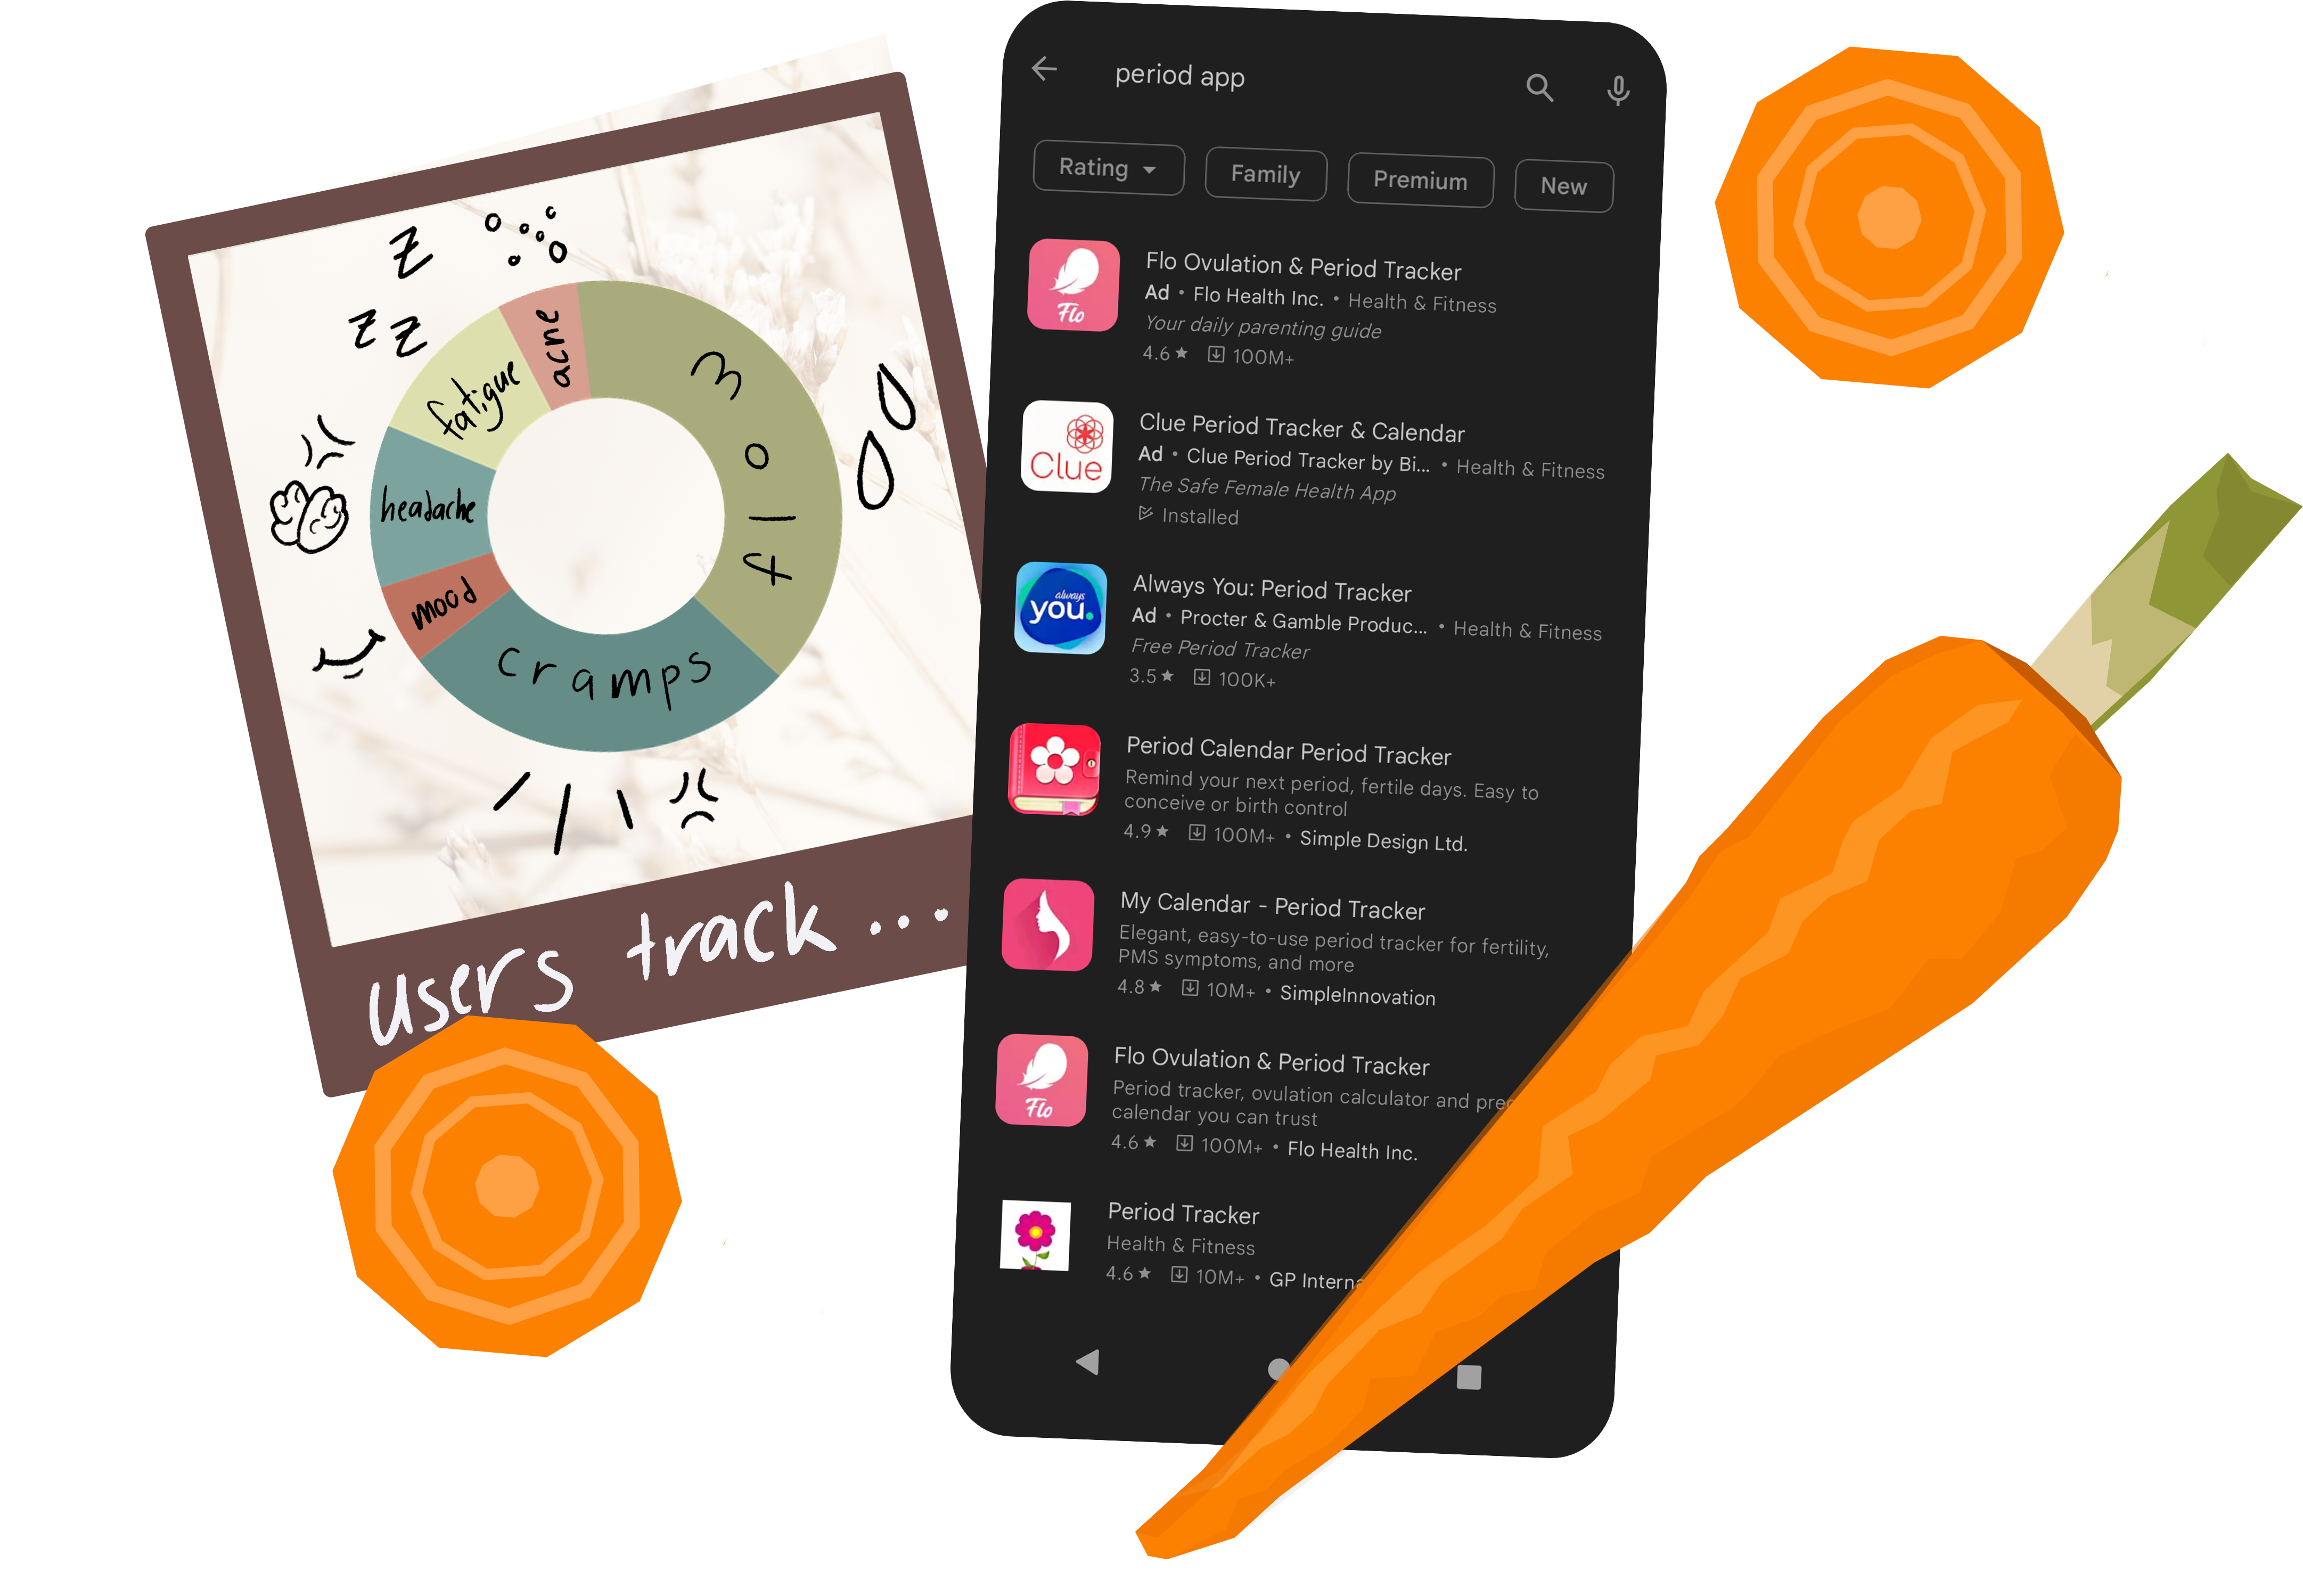 acne
fatigue
headache
mood
cramps
flow
users track...
period app
Rating
Family
Premium
New
Flo
Flo Ovulation & Period Tracker
Ad • Flo Health Inc. • Health & Fitness
Your daily parenting guide
4.6★ 100M+
Clue
Clue Period Tracker & Calendar
Ad • Clue Period Tracker by Bi... • Health & Fitness
The Safe Female Health App
Installed
always
you.
Always You: Period Tracker
Ad • Procter & Gamble Produc... • Health & Fitness
Free Period Tracker
3.5★ 100K+
Period Calendar Period Tracker
Remind your next period, fertile days. Easy to
conceive or birth control
4.9★ 100M+ • Simple Design Ltd.
My Calendar - Period Tracker
Elegant, easy-to-use period tracker for fertility,
PMS symptoms, and more
4.8★ 10M+ • SimpleInnovation
Flo
Flo Ovulation & Period Tracker
Period tracker, ovulation calculator and
calendar you can trust
4.6★ 100M+ • Flo Health Inc.
Period Tracker
Health & Fitness
4.6★ 10M+ • GP
z
z z